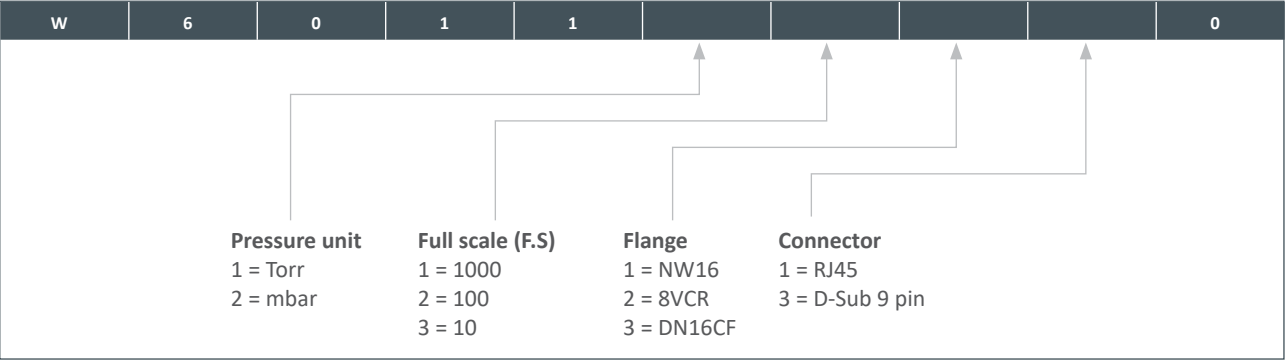 W 6 0 1 1 0
Pressure unit Full scale (F.S) Flange Connector
1 = Torr 1 = 1000 1 = NW16 1 = RJ45
2 = mbar 2 = 100 2 = 8VCR 3 = D-Sub 9 pin
3 = 10 3 = DN16CF